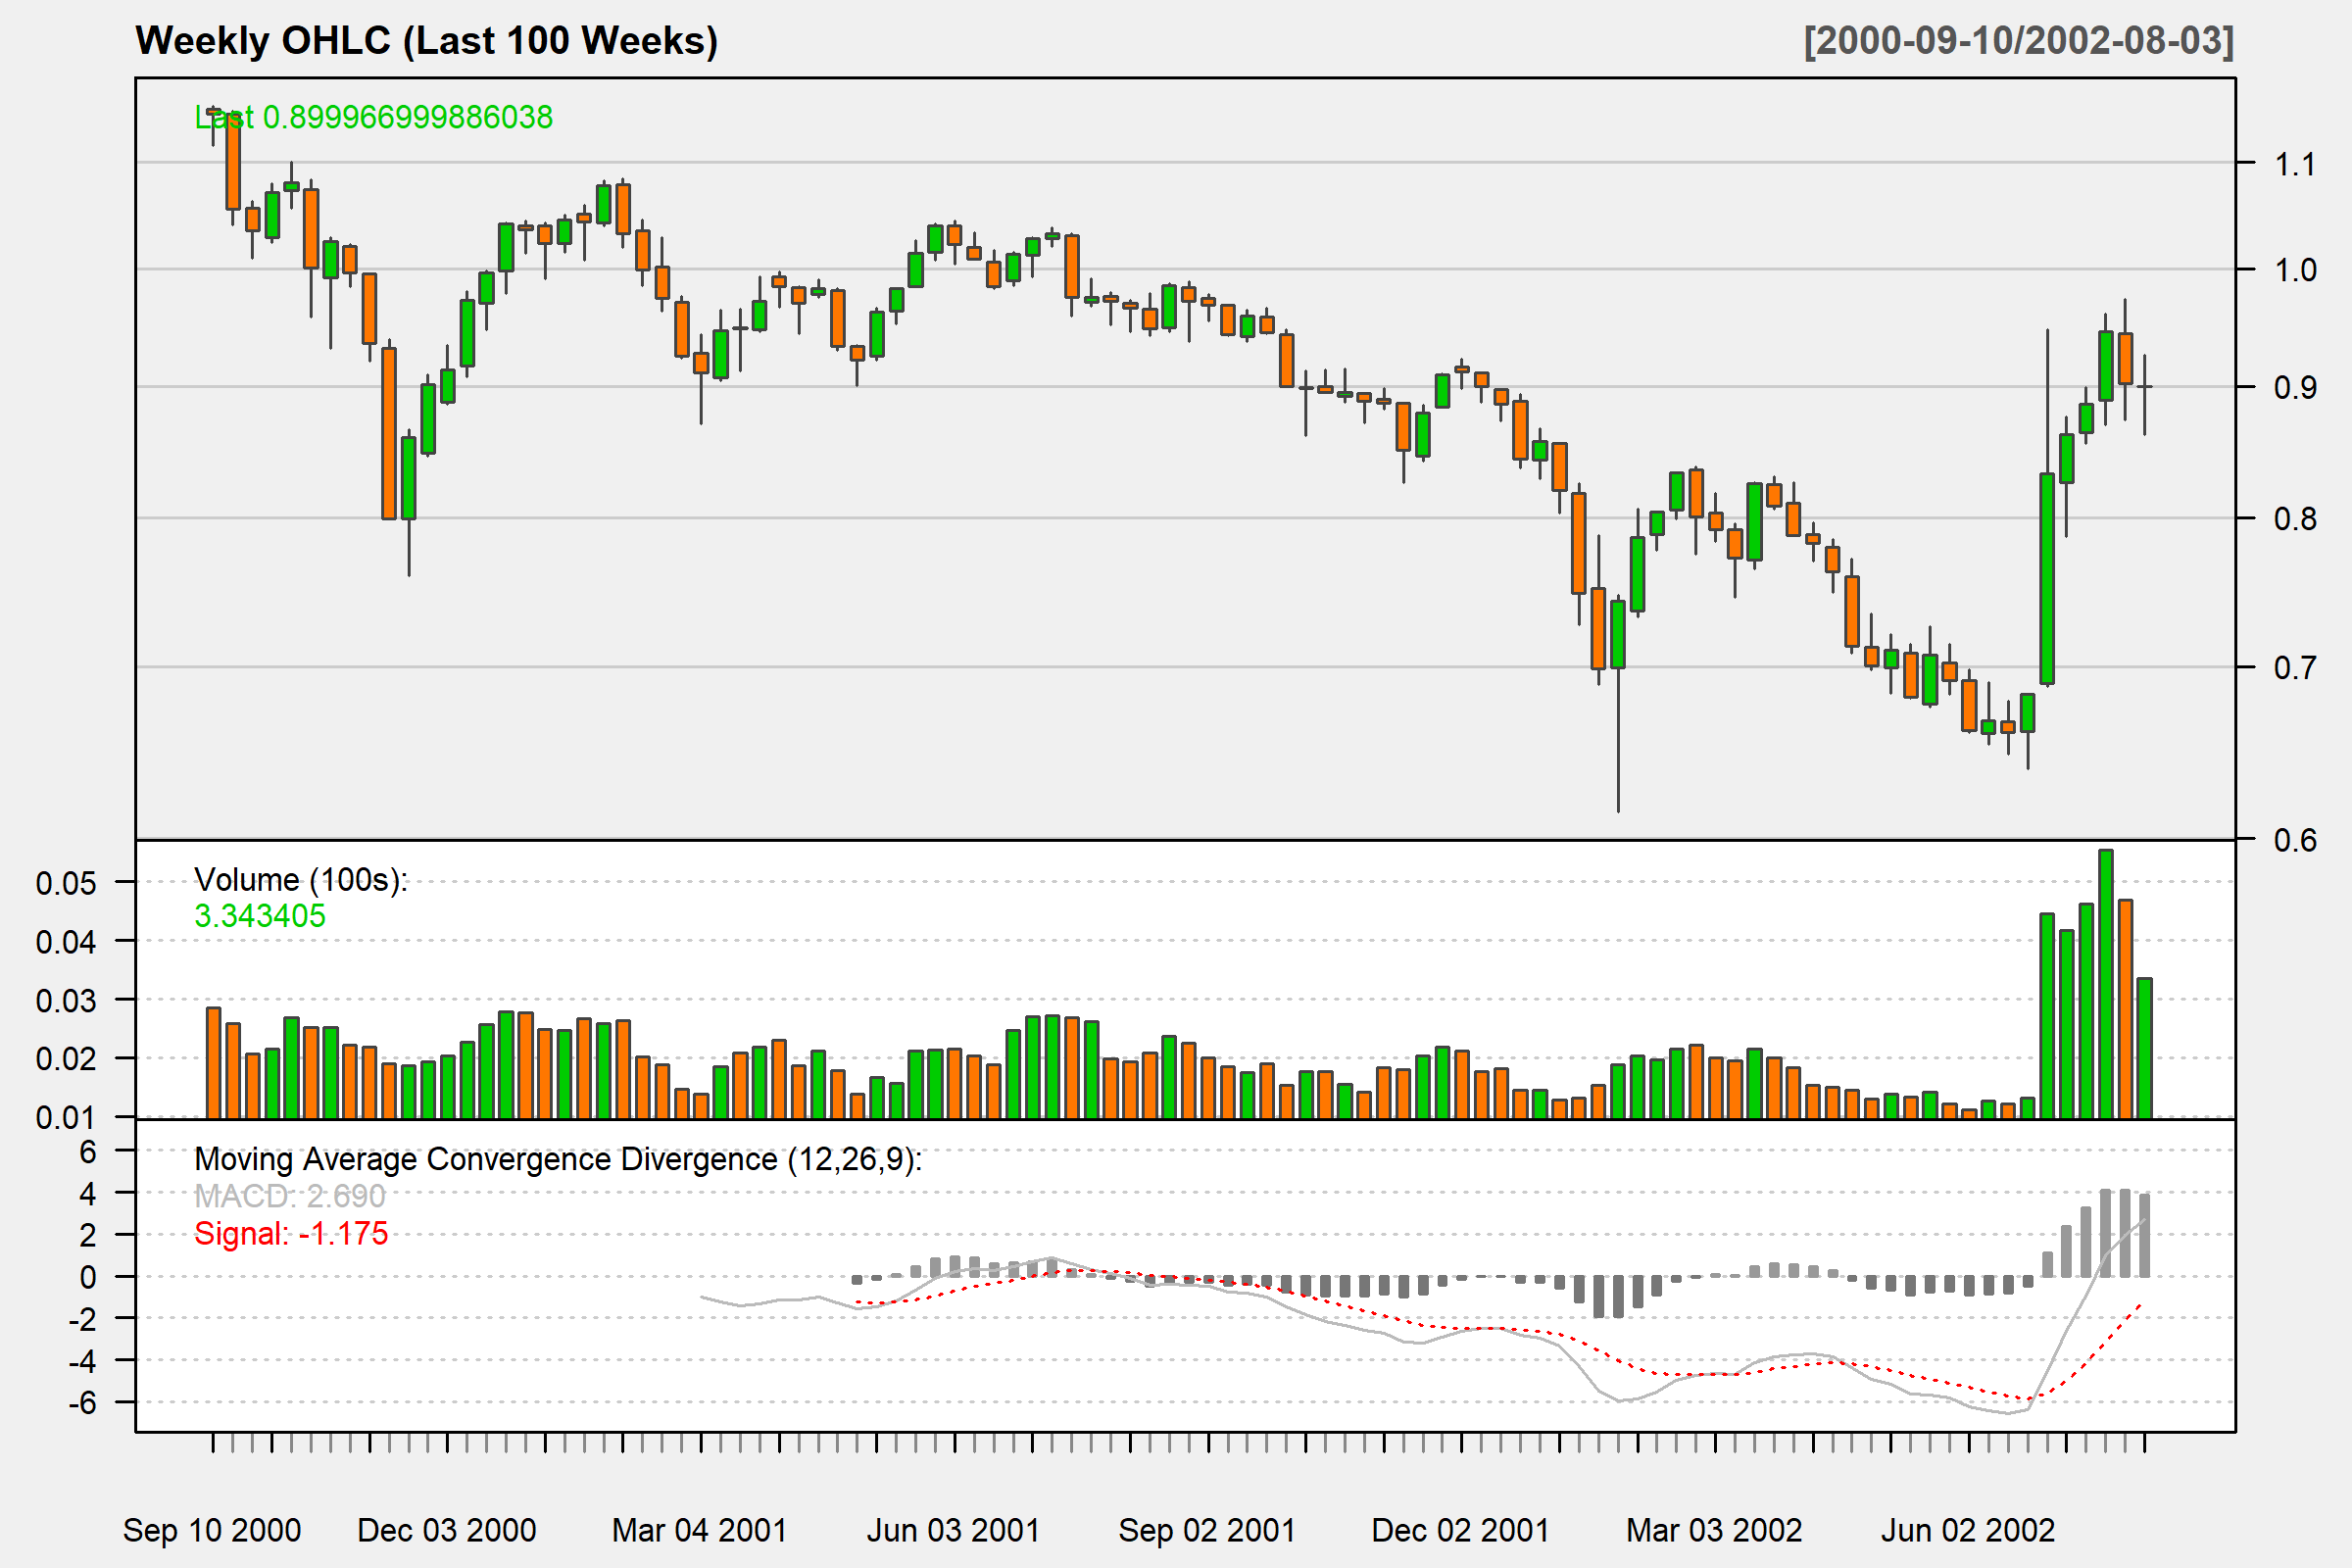 Weekly OHLC (Last 100 Weeks)
[2000-09-10/2002-08-03]
Last 0.899966999886038
1.1
1.0
0.9
0.8
0.7
0.6
Volume (100s):
3.343405
0.05
0.04
0.03
0.02
0.01
Moving Average Convergence Divergence (12,26,9):
MACD: 2.690
Signal: -1.175
6
4
2
0
-2
-4
-6
Sep 10 2000
Dec 03 2000
Mar 04 2001
Jun 03 2001
Sep 02 2001
Dec 02 2001
Mar 03 2002
Jun 02 2002